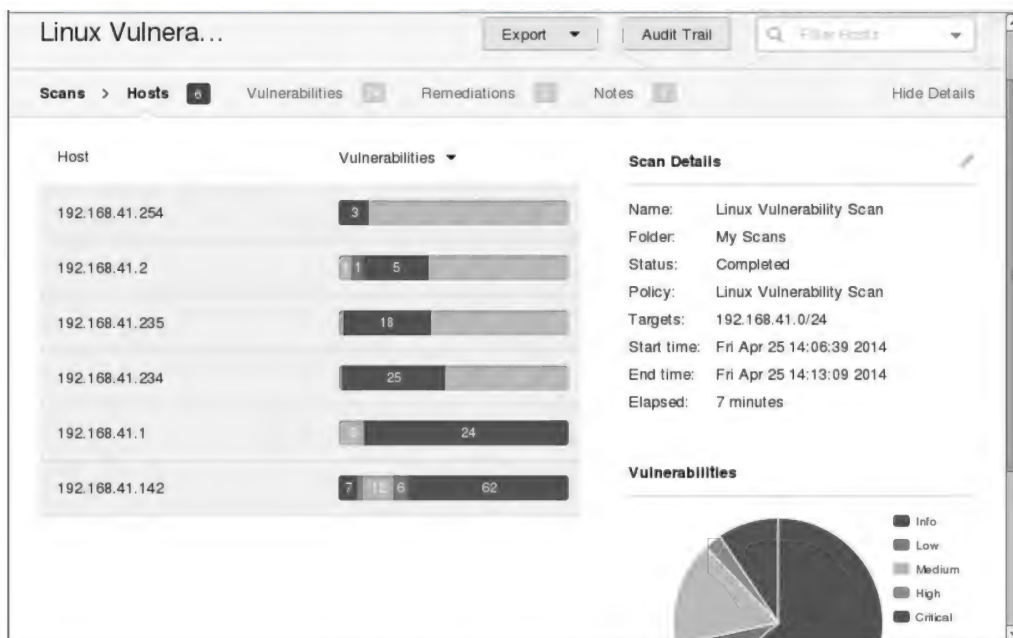 Linux Vulnera...
Export
Audit Trail
Filter Hosts
Scans > Hosts 6
Vulnerabilities
Remediations
Notes
Hide Details
Host
Vulnerabilities
192.168.41.254
3
192.168.41.2
1 1 5
192.168.41.235
18
192.168.41.234
25
192.168.41.1
24
192.168.41.142
7 12 6 62
Scan Details
Name: Linux Vulnerability Scan
Folder: My Scans
Status: Completed
Policy: Linux Vulnerability Scan
Targets: 192.168.41.0/24
Start time: Fri Apr 25 14:06:39 2014
End time: Fri Apr 25 14:13:09 2014
Elapsed: 7 minutes
Vulnerabilities
Info
Low
Medium
High
Critical